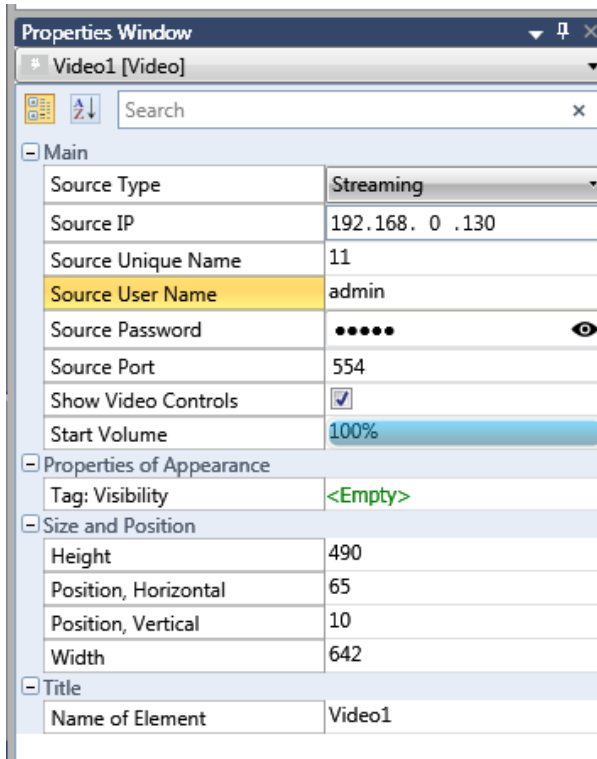 Properties Window
Video1 [Video]
Search
Main
Source Type Streaming
Source IP 192.168. 0 .130
Source Unique Name 11
Source User Name admin
Source Password •••••
Source Port 554
Show Video Controls
Start Volume 100%
Properties of Appearance
Tag: Visibility <Empty>
Size and Position
Height 490
Position, Horizontal 65
Position, Vertical 10
Width 642
Title
Name of Element Video1